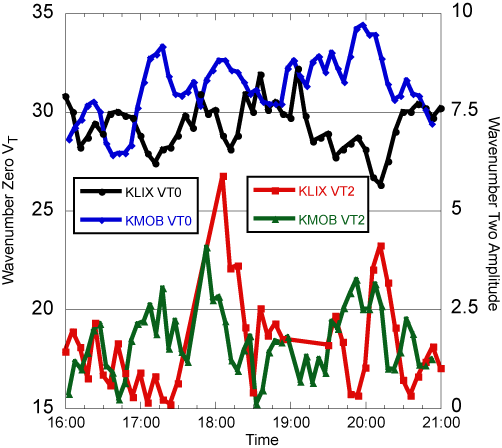 35
30
25
20
15
10
7.5
5
2.5
0
Wavenumber Zero VT
Wavenumber Two Amplitude
KLIX VT0
KMOB VT0
KLIX VT2
KMOB VT2
16:00
17:00
18:00
19:00
20:00
21:00
Time